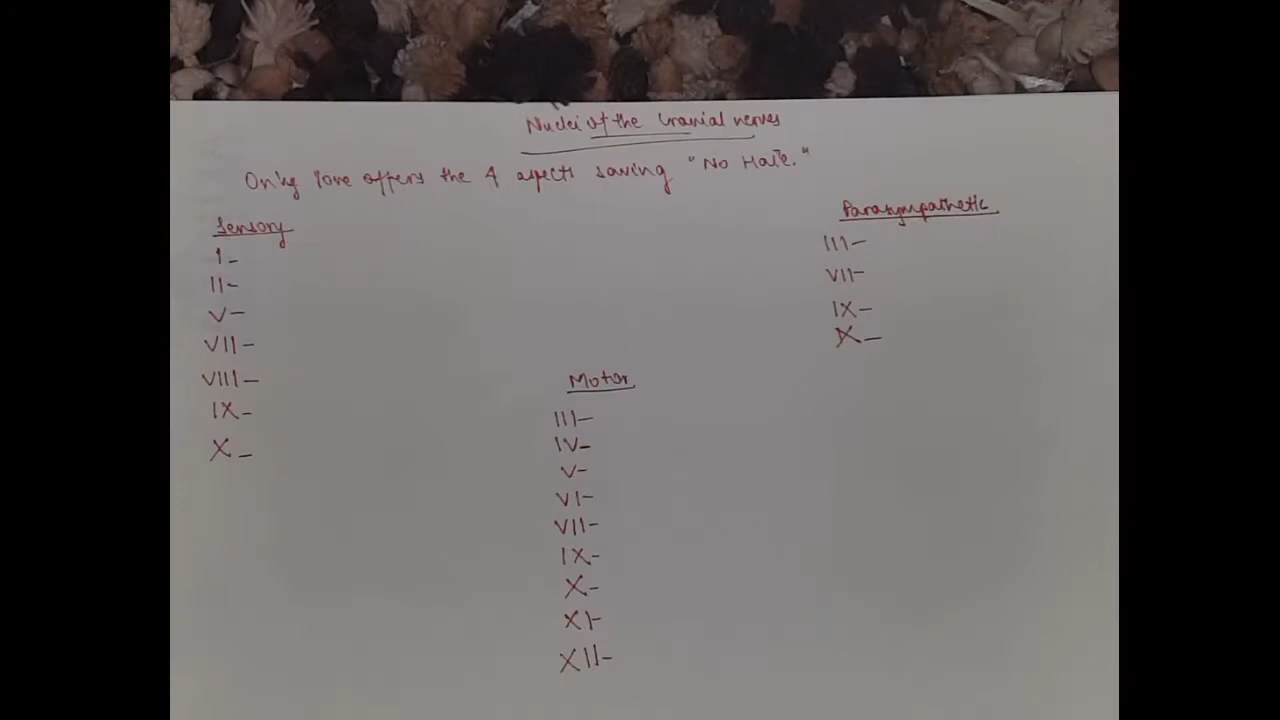 Nuclei of the Cranial nerves
Only love offers the 4 aspects saving "No Hate."
Sensory
I-
II-
V-
VII-
VIII-
IX-
X-
Motor
III-
IV-
V-
VI-
VII-
IX-
X-
XI-
XII-
Parasympathetic
III-
VII-
IX-
X-